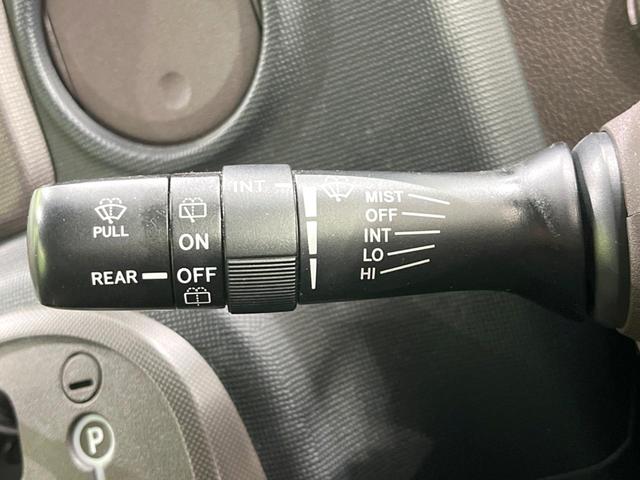 PULL
REAR
ON
OFF
INT
MIST
OFF
INT
LO
HI
P